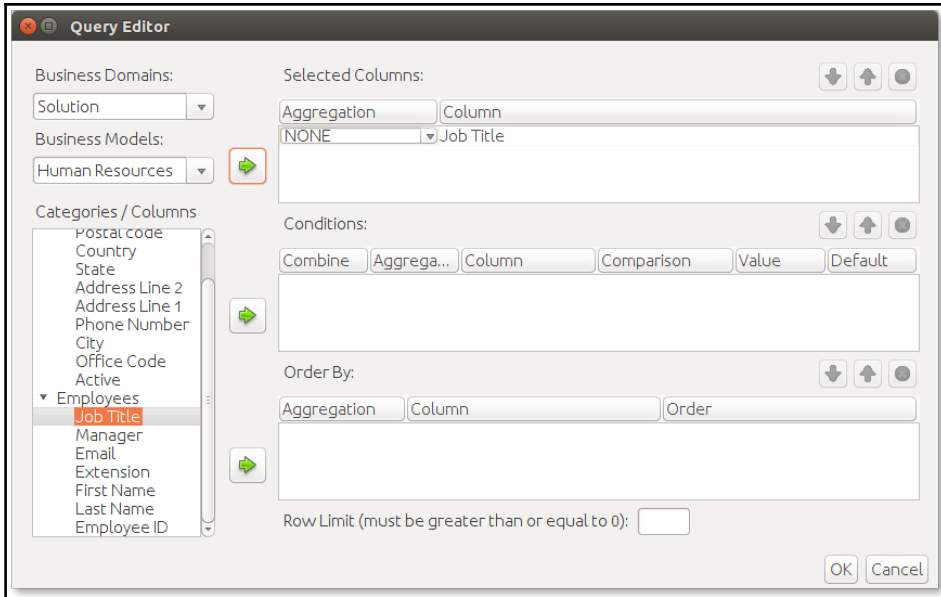 Query Editor
Business Domains:
Solution
Business Models:
Human Resources
Categories / Columns
Postal code
Country
State
Address Line 2
Address Line 1
Phone Number
City
Office Code
Active
Employees
Job Title
Manager
Email
Extension
First Name
Last Name
Employee ID
Selected Columns:
Aggregation Column
NONE Job Title
Conditions:
Combine Aggrega... Column Comparison Value Default
Order By:
Aggregation Column Order
Row Limit (must be greater than or equal to 0):
OK Cancel